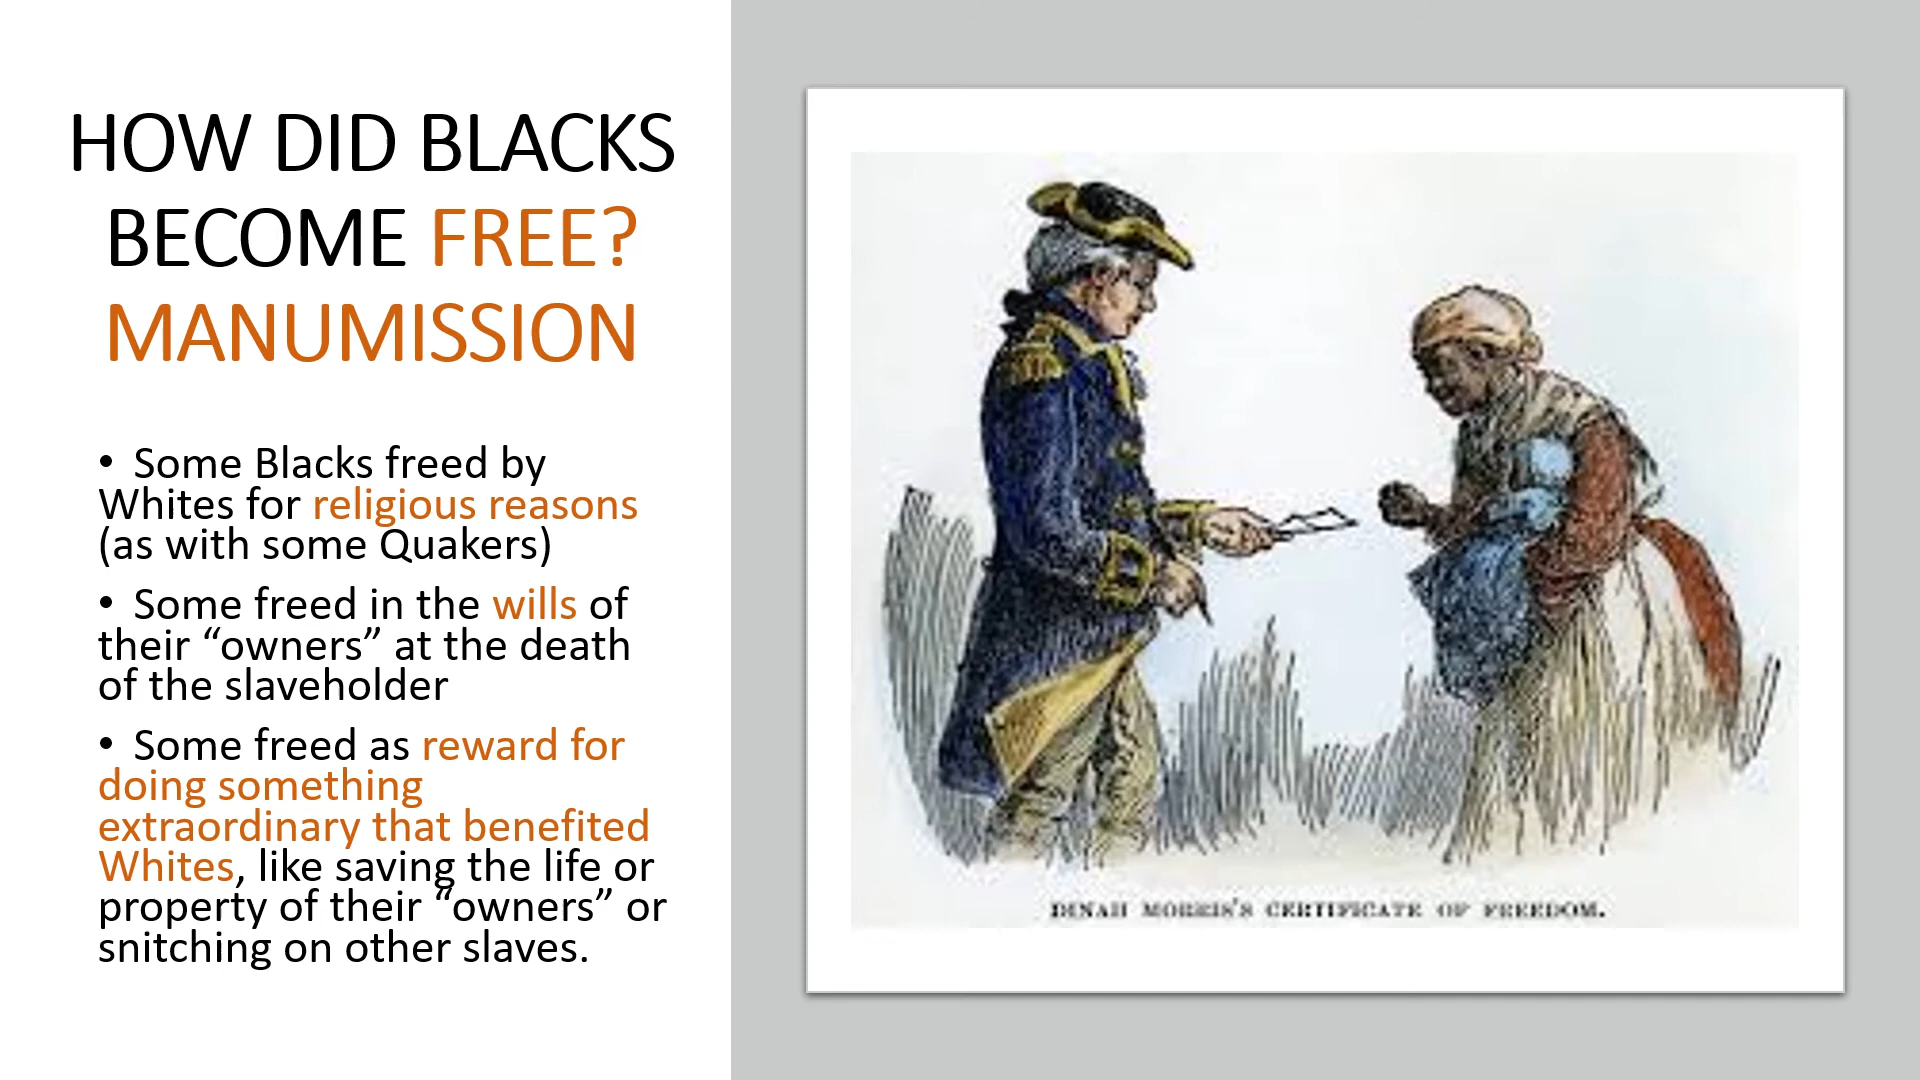 HOW DID BLACKS
BECOME FREE?
MANUMISSION
• Some Blacks freed by
Whites for religious reasons
(as with some Quakers)
• Some freed in the wills of
their “owners” at the death
of the slaveholder
• Some freed as reward for
doing something
extraordinary that benefited
Whites, like saving the life or
property of their “owners” or
snitching on other slaves.
DINAH MORRIS'S CERTIFICATE OF FREEDOM.